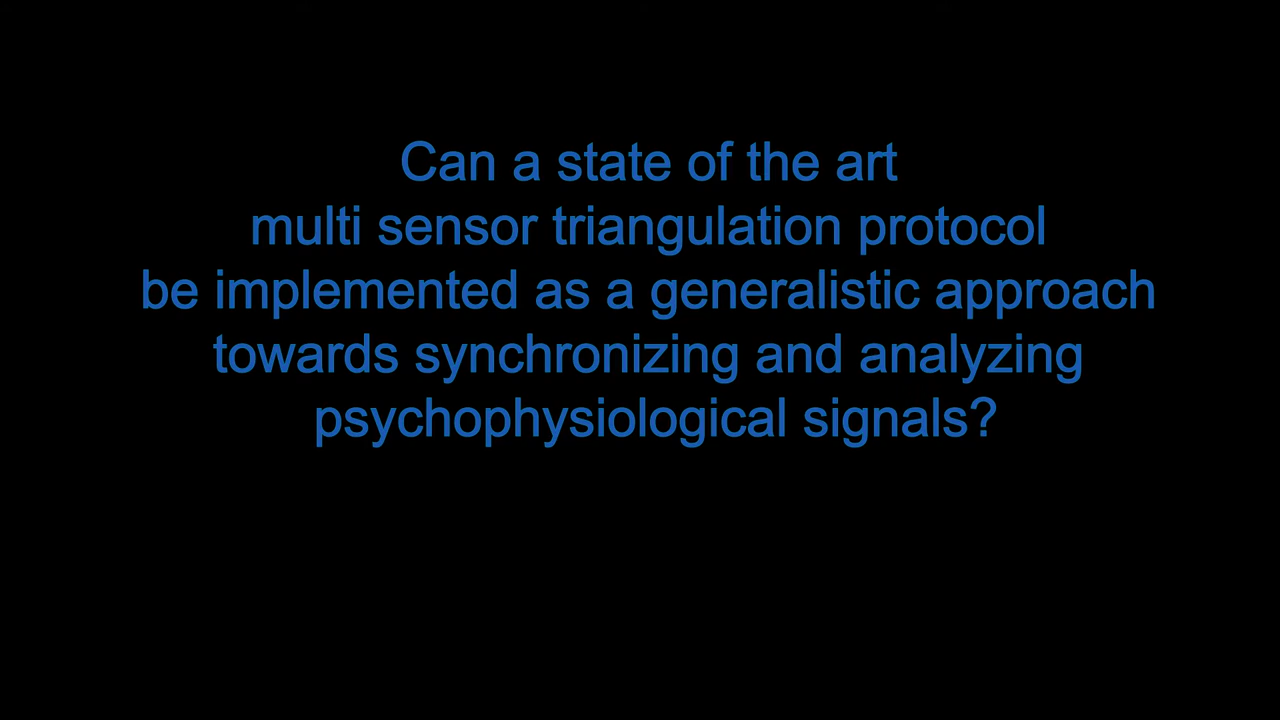 Can a state of the art
multi sensor triangulation protocol
be implemented as a generalistic approach
towards synchronizing and analyzing
psychophysiological signals?